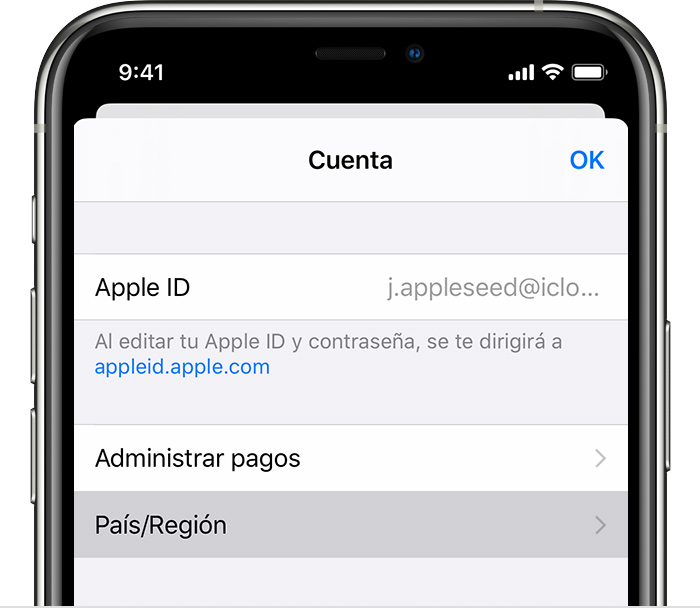 9:41
Cuenta
OK
Apple ID
j.appleseed@iclo...
Al editar tu Apple ID y contraseña, se te dirigirá a
appleid.apple.com
Administrar pagos
País/Región